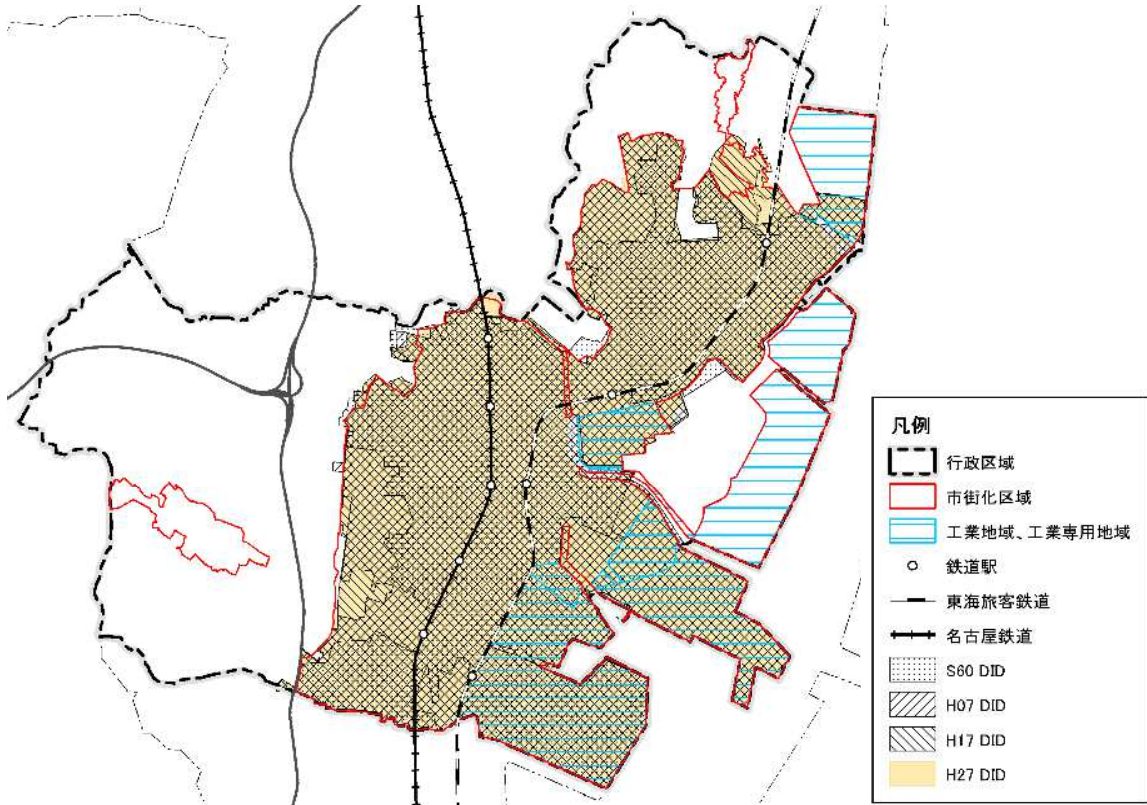 凡例
行政区域
市街化区域
工業地域、工業専用地域
鉄道駅
東海旅客鉄道
名古屋鉄道
S60 DID
H07 DID
H17 DID
H27 DID